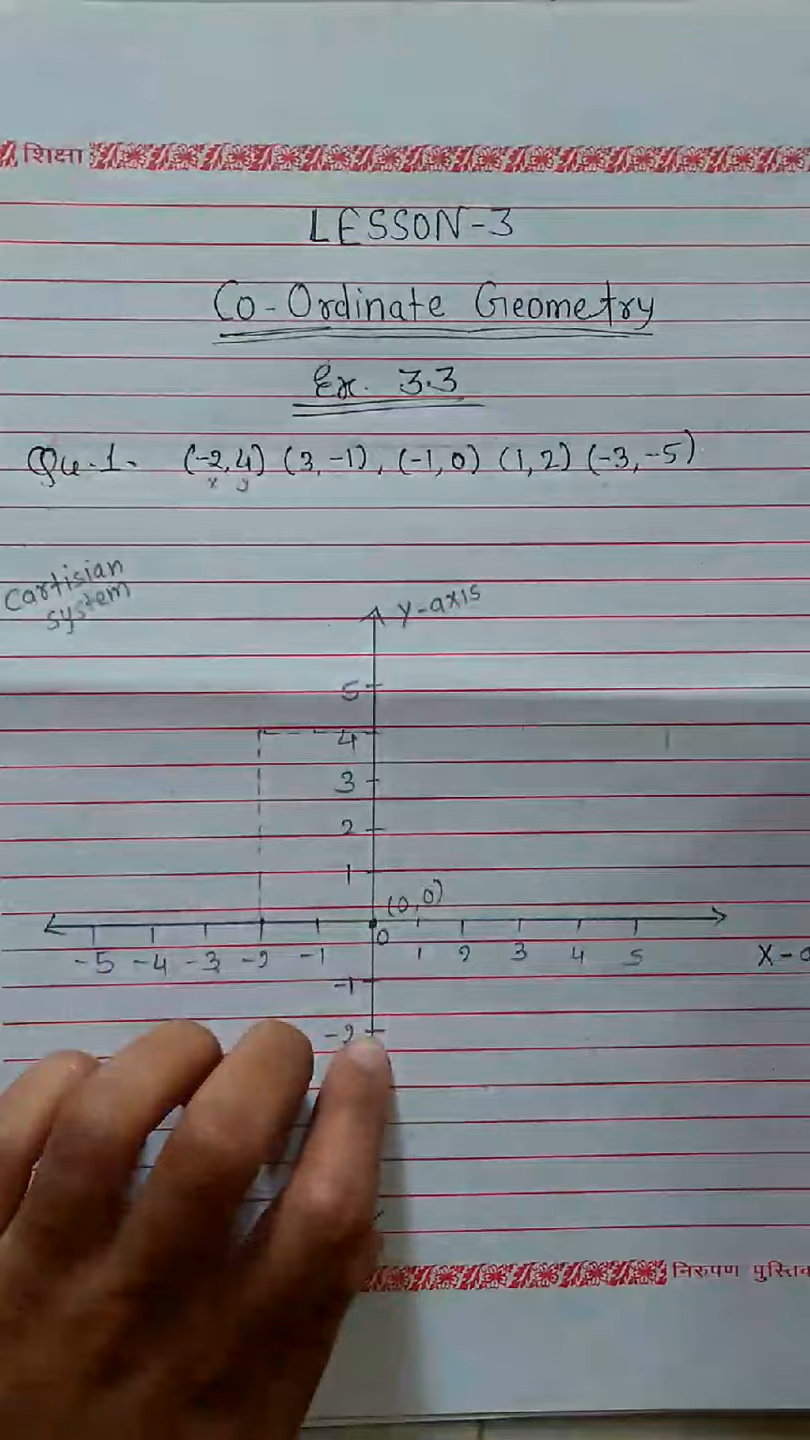 शिक्षा
LESSON-3
Co-Ordinate Geometry
Ex. 3.3
Qu-1. (-2,4) (3,-1), (-1,0) (1,2) (-3,-5)
x y
Cartisian
system
y-axis
5
4
3
2
1
(0,0)
-5 -4 -3 -2 -1 0 1 2 3 4 5
X-a
-1
-2
निरुपण पुस्तिक